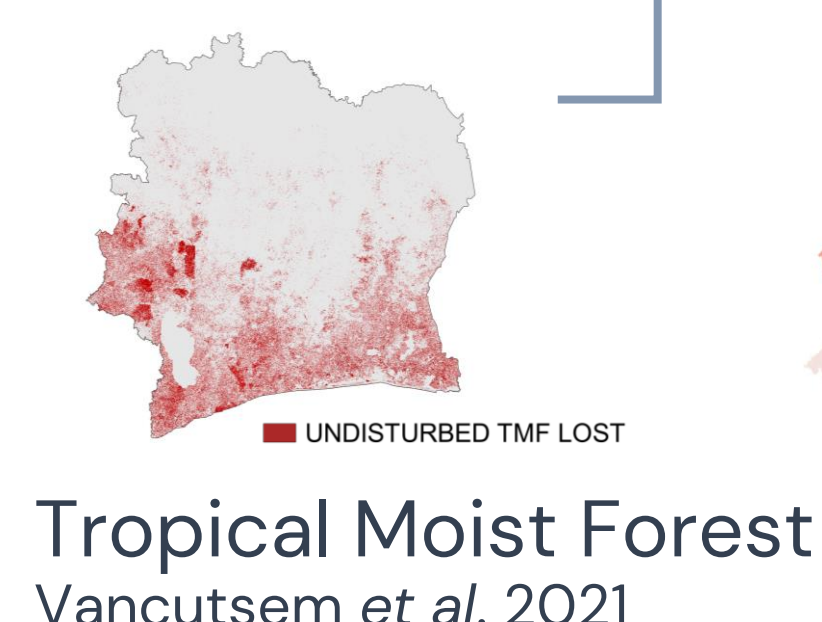 UNDISTURBED TMF LOST
Tropical Moist Forest
Vancutsem et al. 2021